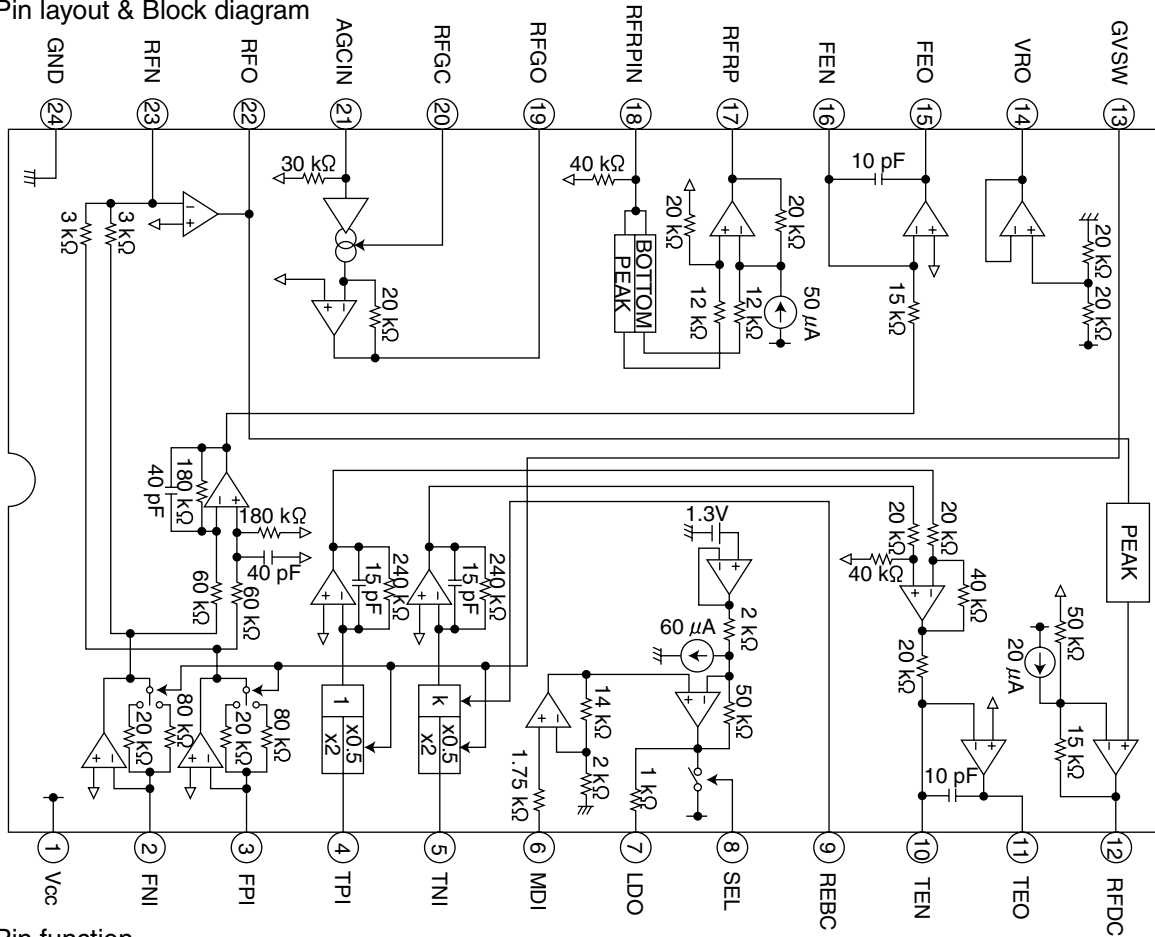 Pin layout & Block diagram
GND
RFN
RFO
AGCIN
RFGC
RFGO
RFRPIN
RFRP
FEN
FEO
VRO
GVSW
24
23
22
21
20
19
18
17
16
15
14
13
30 kΩ
40 kΩ
10 pF
3 kΩ
3 kΩ
20 kΩ
20 kΩ
20 kΩ
20 kΩ
BOTTOM
PEAK
12 kΩ
12 kΩ
50 μA
15 kΩ
20 kΩ
40 pF
180 kΩ
180 kΩ
40 pF
60 kΩ
60 kΩ
15 pF
240 kΩ
15 pF
240 kΩ
1.3V
2 kΩ
60 μA
50 kΩ
20 kΩ
20 kΩ
40 kΩ
40 kΩ
20 kΩ
PEAK
50 kΩ
20 μA
15 kΩ
10 pF
20 kΩ
80 kΩ
20 kΩ
80 kΩ
1
x0.5
x2
k
x0.5
x2
14 kΩ
2 kΩ
1.75 kΩ
1 kΩ
1
2
3
4
5
6
7
8
9
10
11
12
Vcc
FNI
FPI
TPI
TNI
MDI
LDO
SEL
REBC
TEN
TEO
RFDC
Pin function